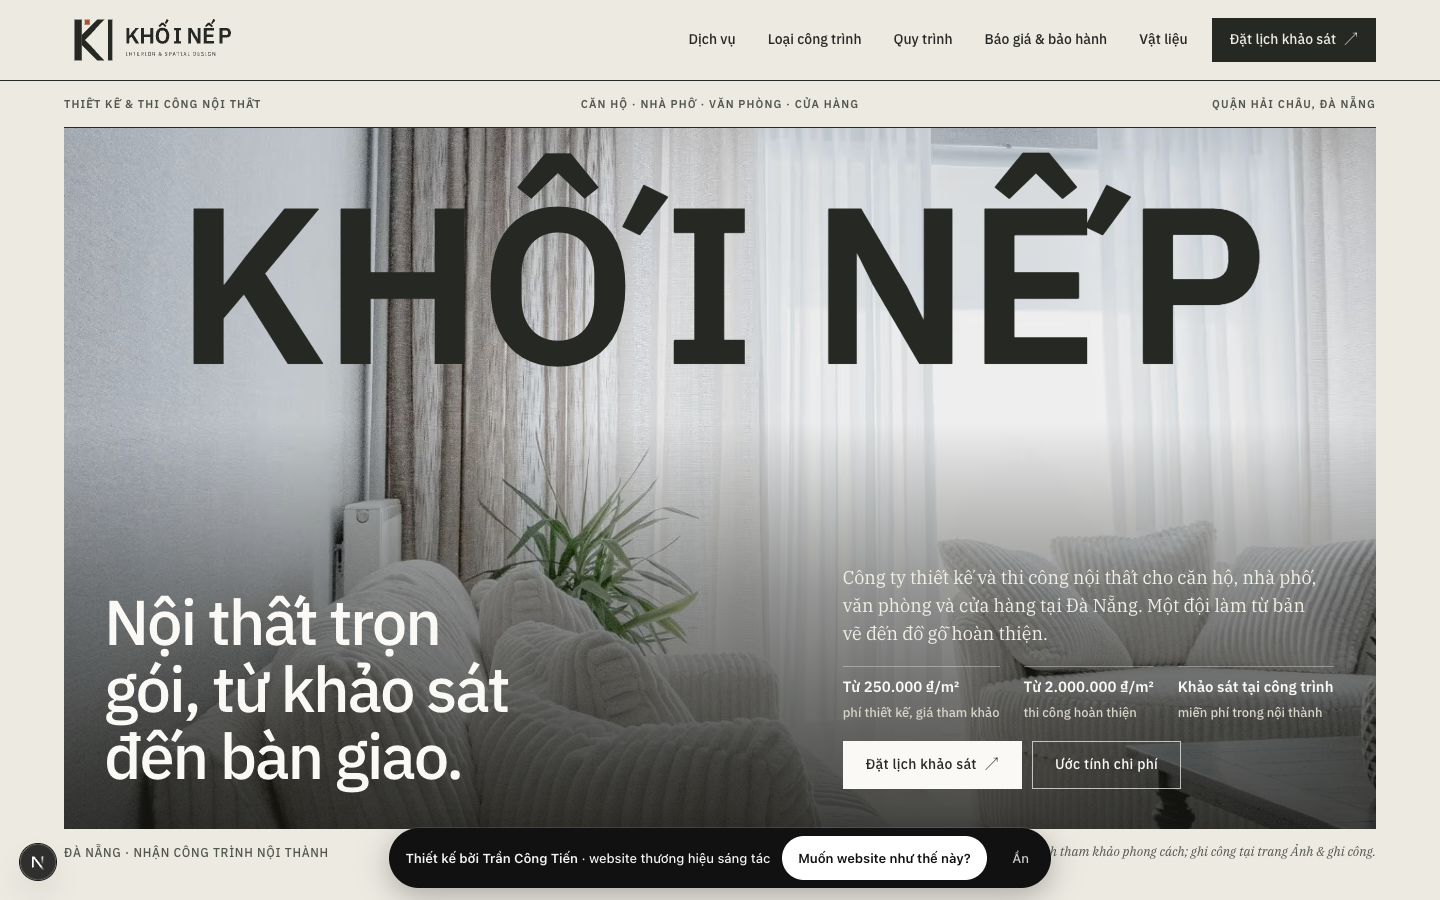 KHỐI NẾP
INTERIOR & SPATIAL DESIGN
Dịch vụ
Loại công trình
Quy trình
Báo giá & bảo hành
Vật liệu
Đặt lịch khảo sát ↗
THIẾT KẾ & THI CÔNG NỘI THẤT
CĂN HỘ · NHÀ PHỐ · VĂN PHÒNG · CỬA HÀNG
QUẬN HẢI CHÂU, ĐÀ NẴNG
KHỐI NẾP
Nội thất trọn
gói, từ khảo sát
đến bàn giao.
Công ty thiết kế và thi công nội thất cho căn hộ, nhà phố,
văn phòng và cửa hàng tại Đà Nẵng. Một đội làm từ bản
vẽ đến đồ gỗ hoàn thiện.
Từ 250.000 ₫/m²
phí thiết kế, giá tham khảo
Từ 2.000.000 ₫/m²
thi công hoàn thiện
Khảo sát tại công trình
miễn phí trong nội thành
Đặt lịch khảo sát ↗
Ước tính chi phí
ĐÀ NẴNG · NHẬN CÔNG TRÌNH NỘI THÀNH
tham khảo phong cách; ghi công tại trang Ảnh & ghi công.
Thiết kế bởi Trần Công Tiến · website thương hiệu sáng tác
Muốn website như thế này?
Ẩn
N